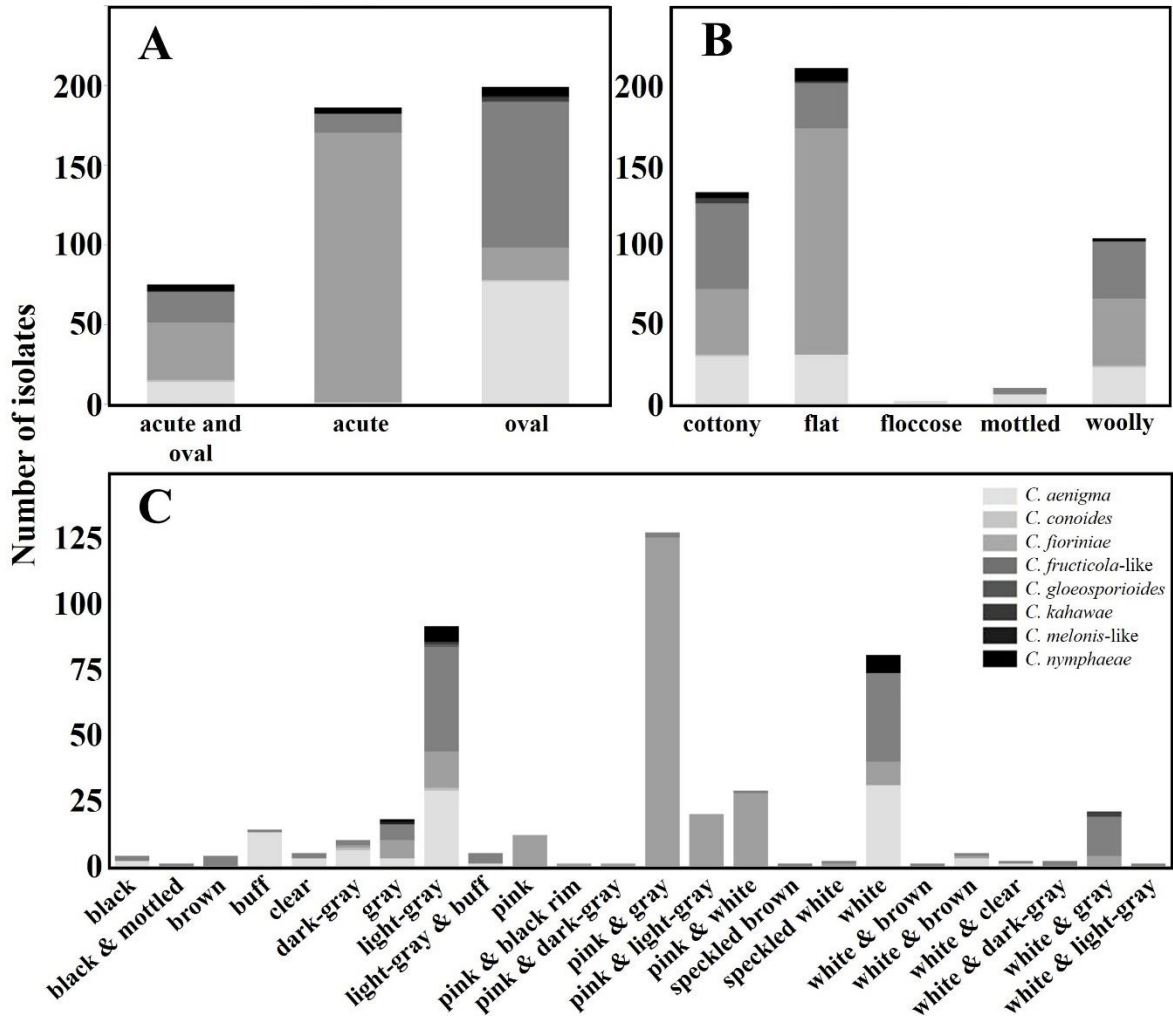 Number of isolates
A
200
150
100
50
0
acute and
oval
acute
oval
B
200
150
100
50
0
cottony
flat
floccose
mottled
woolly
C
125
100
75
50
25
0
C. aenigma
C. conoides
C. fioriniae
C. fructicola-like
C. gloeosporioides
C. kahawae
C. melonis-like
C. nymphaeae
black
black & mottled
brown
buff
clear
dark-gray
gray
light-gray
light-gray & buff
pink
pink & black rim
pink & dark-gray
pink & gray
pink & light-gray
pink & white
speckled brown
speckled white
white
white & brown
white & brown
white & clear
white & dark-gray
white & gray
white & light-gray